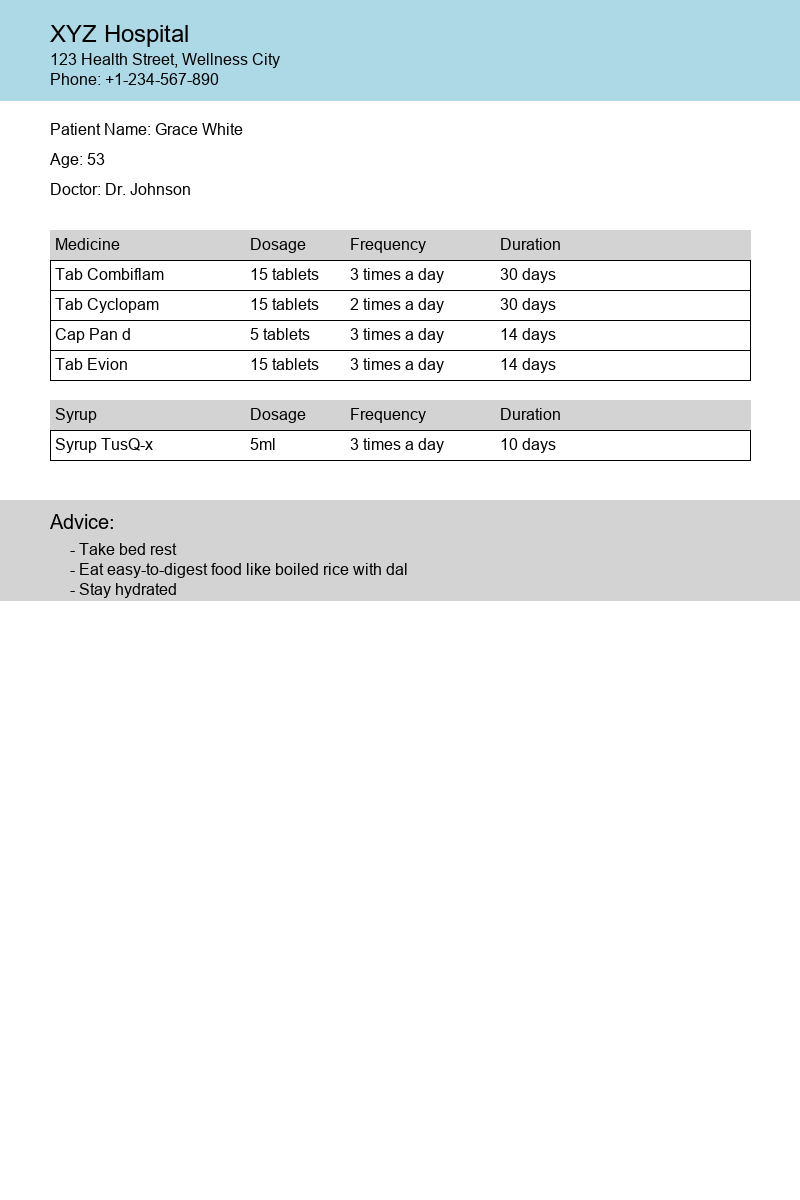 XYZ Hospital
123 Health Street, Wellness City
Phone: +1-234-567-890
Patient Name: Grace White
Age: 53
Doctor: Dr. Johnson
Medicine Dosage Frequency Duration
Tab Combiflam 15 tablets 3 times a day 30 days
Tab Cyclopam 15 tablets 2 times a day 30 days
Cap Pan d 5 tablets 3 times a day 14 days
Tab Evion 15 tablets 3 times a day 14 days
Syrup Dosage Frequency Duration
Syrup TusQ-x 5ml 3 times a day 10 days
Advice:
- Take bed rest
- Eat easy-to-digest food like boiled rice with dal
- Stay hydrated